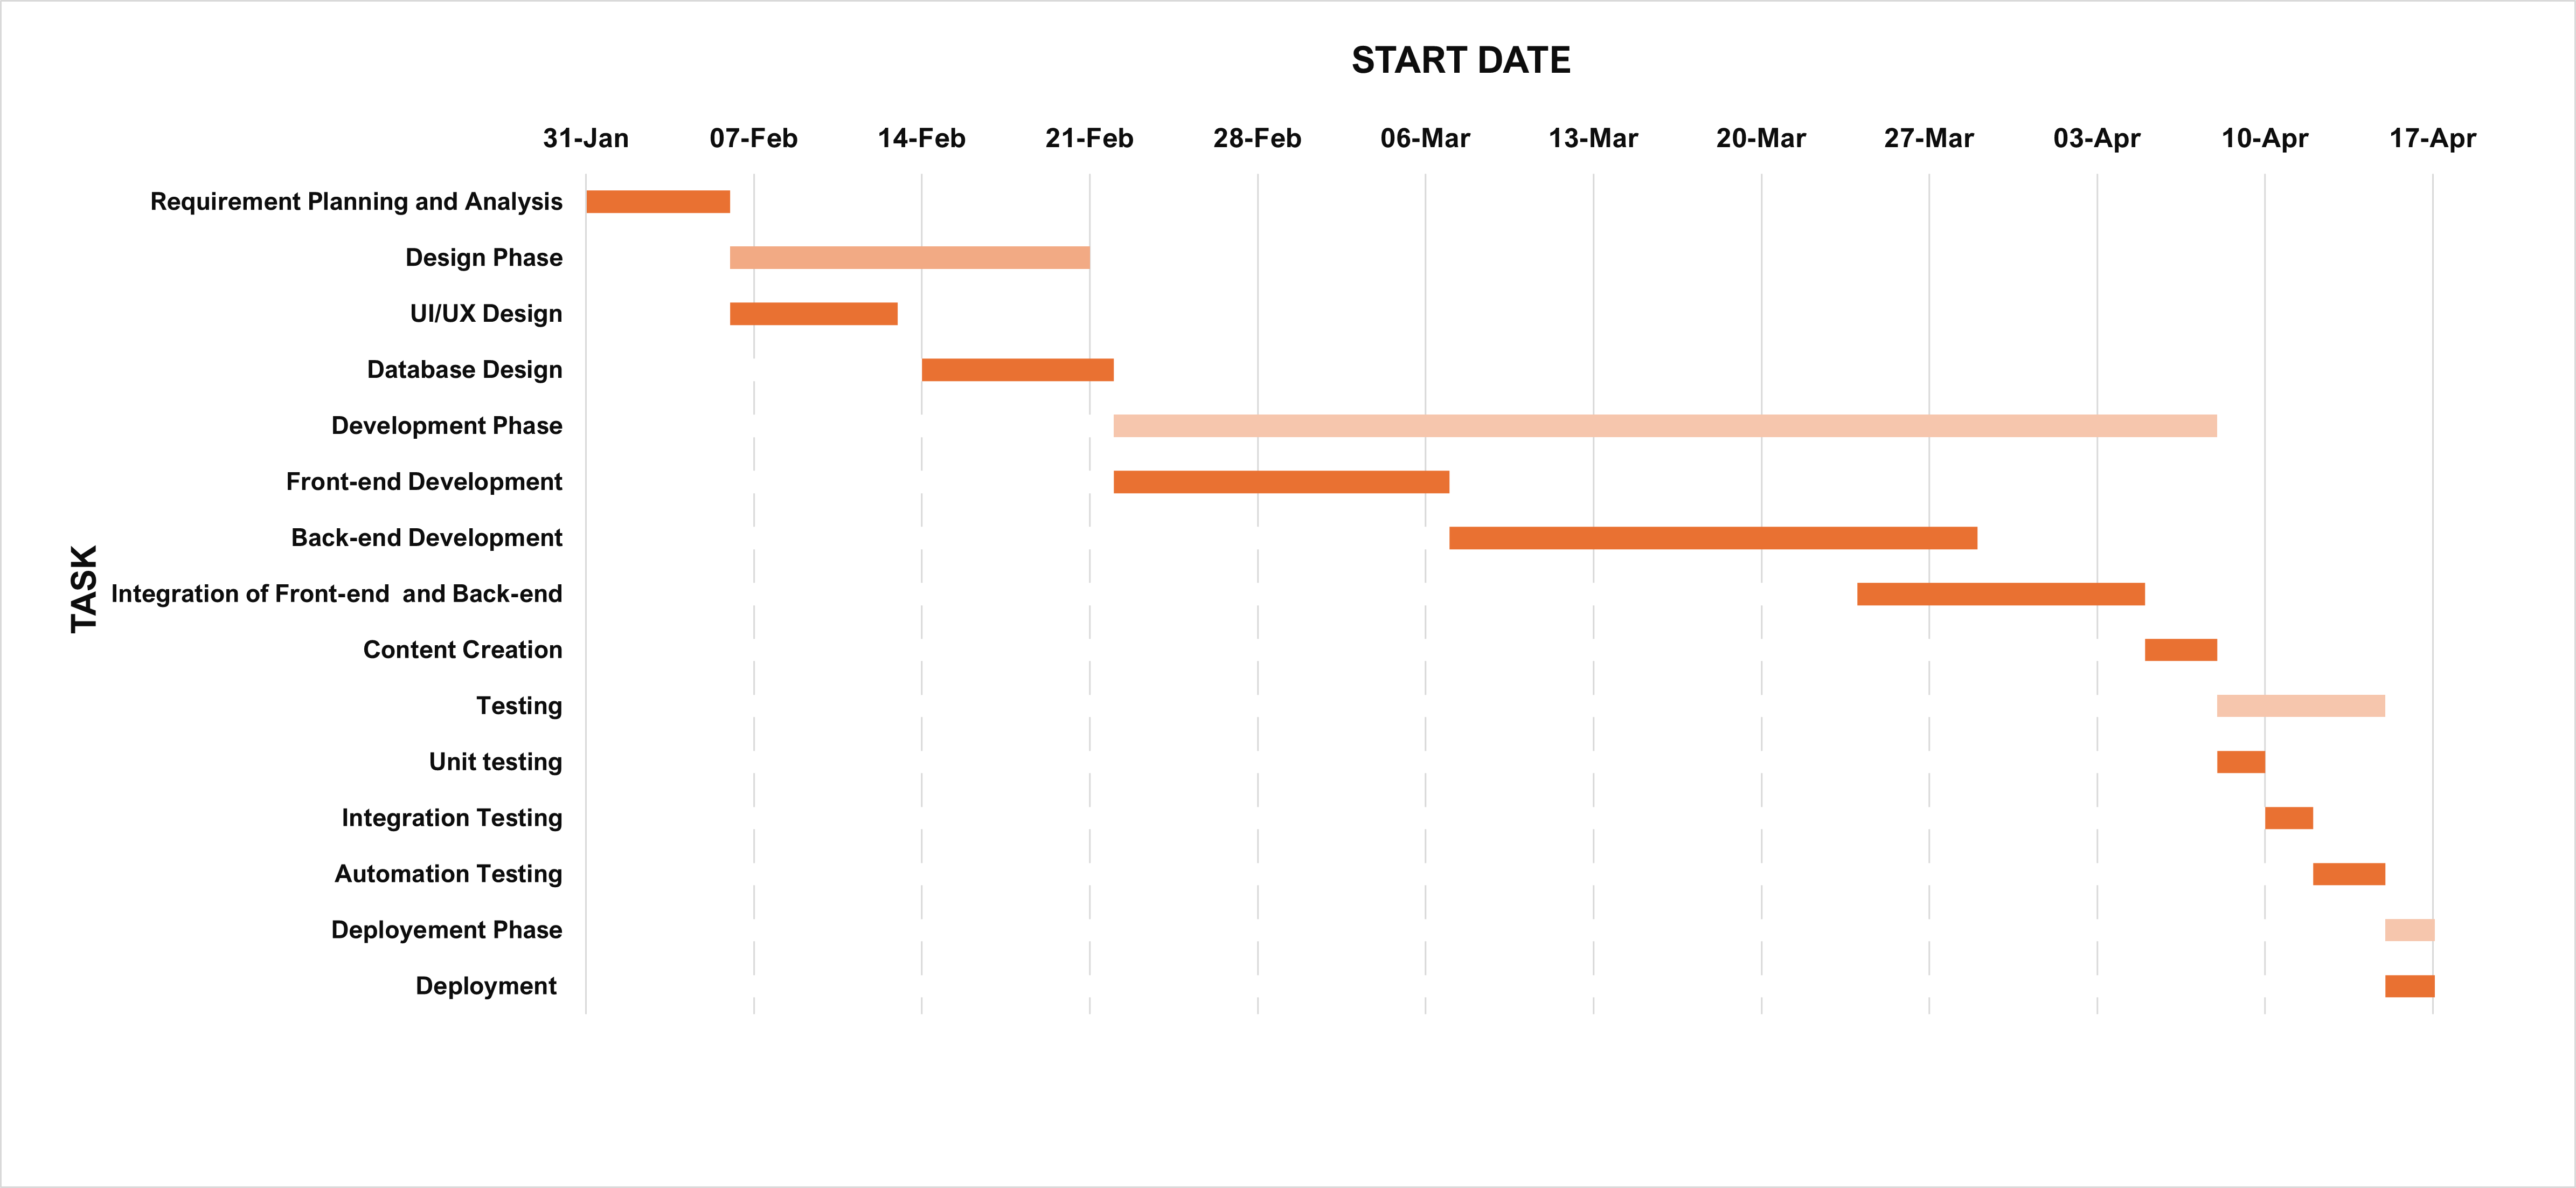 START DATE
31-Jan 07-Feb 14-Feb 21-Feb 28-Feb 06-Mar 13-Mar 20-Mar 27-Mar 03-Apr 10-Apr 17-Apr
TASK
Requirement Planning and Analysis
Design Phase
UI/UX Design
Database Design
Development Phase
Front-end Development
Back-end Development
Integration of Front-end  and Back-end
Content Creation
Testing
Unit testing
Integration Testing
Automation Testing
Deployement Phase
Deployment